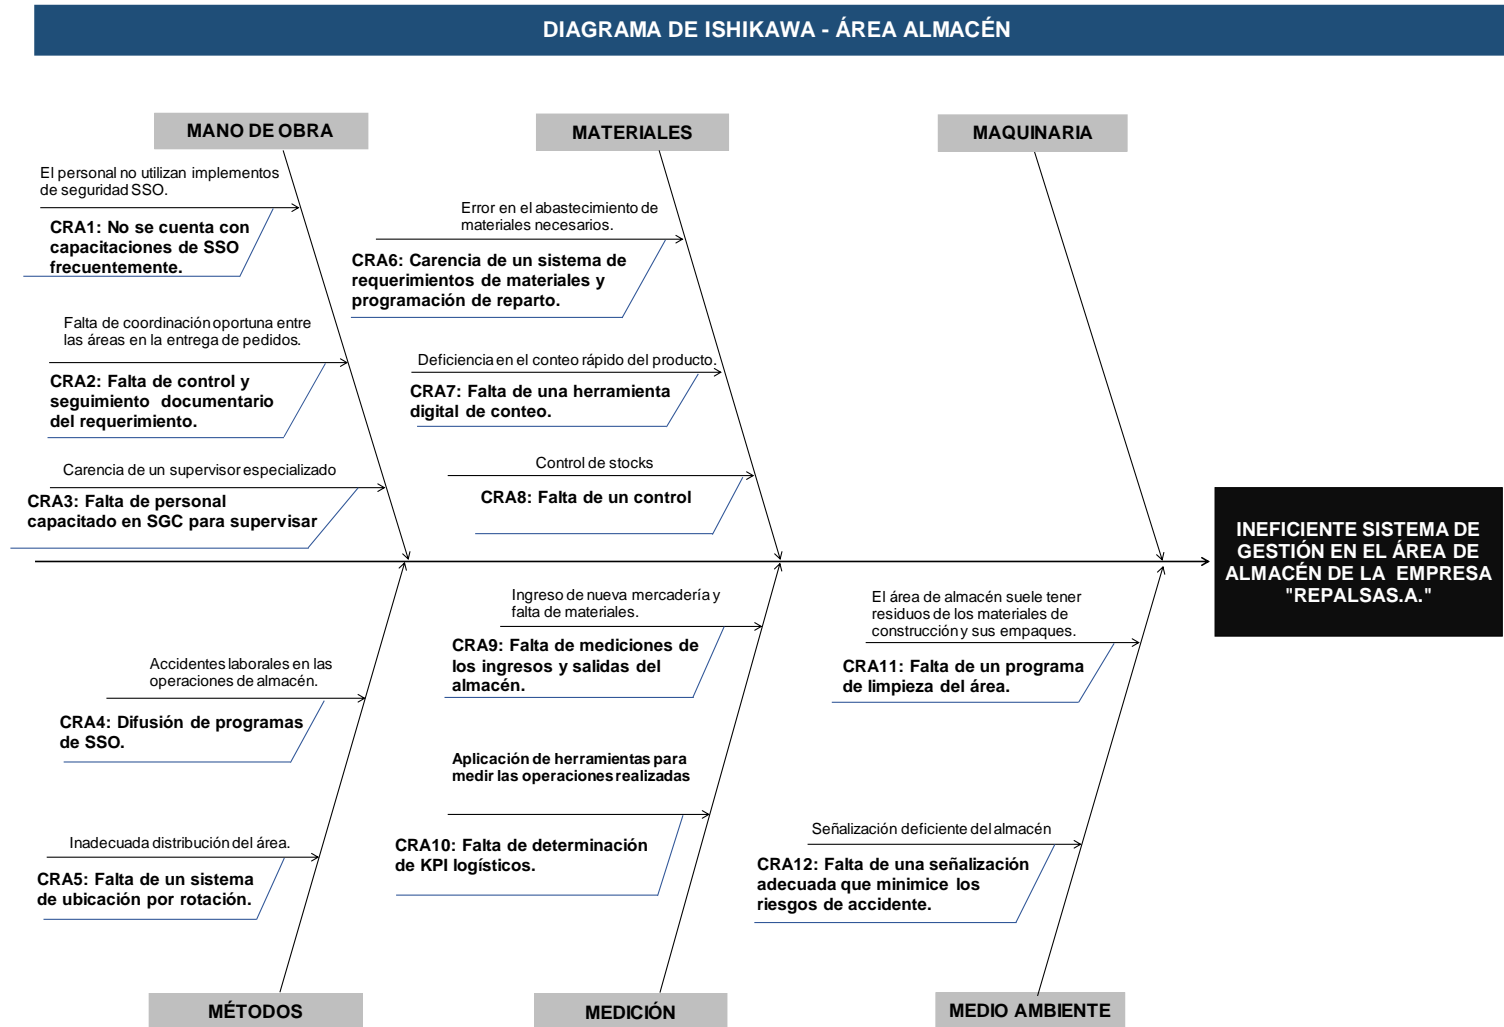 DIAGRAMA DE ISHIKAWA - ÁREA ALMACÉN
MANO DE OBRA
El personal no utilizan implementos
de seguridad SSO.
CRA1: No se cuenta con
capacitaciones de SSO
frecuentemente.
Falta de coordinación oportuna entre
las áreas en la entrega de pedidos.
CRA2: Falta de control y
seguimiento documentario
del requerimiento.
Carencia de un supervisor especializado
CRA3: Falta de personal
capacitado en SGC para supervisar
MATERIALES
Error en el abastecimiento de
materiales necesarios.
CRA6: Carencia de un sistema de
requerimientos de materiales y
programación de reparto.
Deficiencia en el conteo rápido del producto.
CRA7: Falta de una herramienta
digital de conteo.
Control de stocks
CRA8: Falta de un control
MAQUINARIA
INEFICIENTE SISTEMA DE
GESTIÓN EN EL ÁREA DE
ALMACÉN DE LA EMPRESA
"REPALSAS.A."
Accidentes laborales en las
operaciones de almacén.
CRA4: Difusión de programas
de SSO.
Inadecuada distribución del área.
CRA5: Falta de un sistema
de ubicación por rotación.
MÉTODOS
Ingreso de nueva mercadería y
falta de materiales.
CRA9: Falta de mediciones de
los ingresos y salidas del
almacén.
Aplicación de herramientas para
medir las operaciones realizadas
CRA10: Falta de determinación
de KPI logísticos.
MEDICIÓN
El área de almacén suele tener
residuos de los materiales de
construcción y sus empaques.
CRA11: Falta de un programa
de limpieza del área.
Señalización deficiente del almacén
CRA12: Falta de una señalización
adecuada que minimice los
riesgos de accidente.
MEDIO AMBIENTE